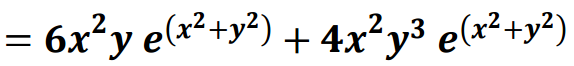 = 6x²y e^(x²+y²) + 4x²y³ e^(x²+y²)